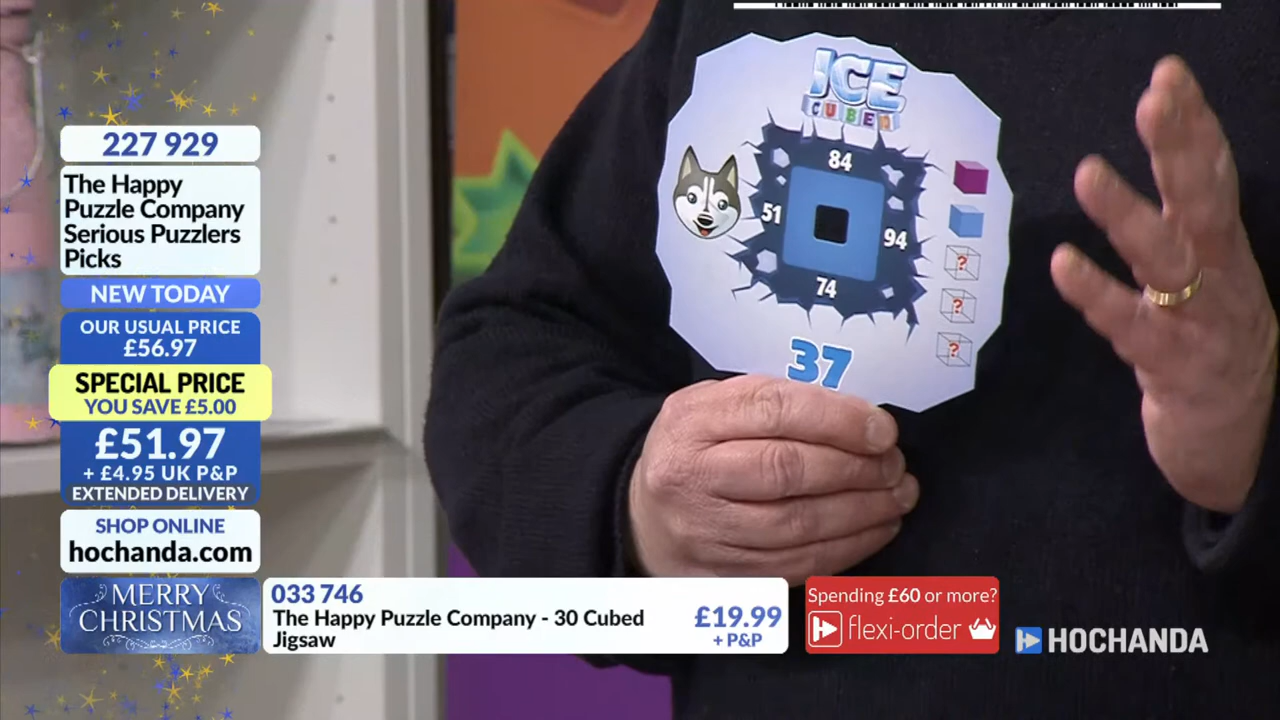 227 929
The Happy
Puzzle Company
Serious Puzzlers
Picks
NEW TODAY
OUR USUAL PRICE
£56.97
SPECIAL PRICE
YOU SAVE £5.00
£51.97
+ £4.95 UK P&P
EXTENDED DELIVERY
SHOP ONLINE
hochanda.com
MERRY
CHRISTMAS
033 746
The Happy Puzzle Company - 30 Cubed
Jigsaw
£19.99
+ P&P
Spending £60 or more?
flexi-order
HOCHANDA
ICE
CUBED
84
51
94
74
?
?
?
37